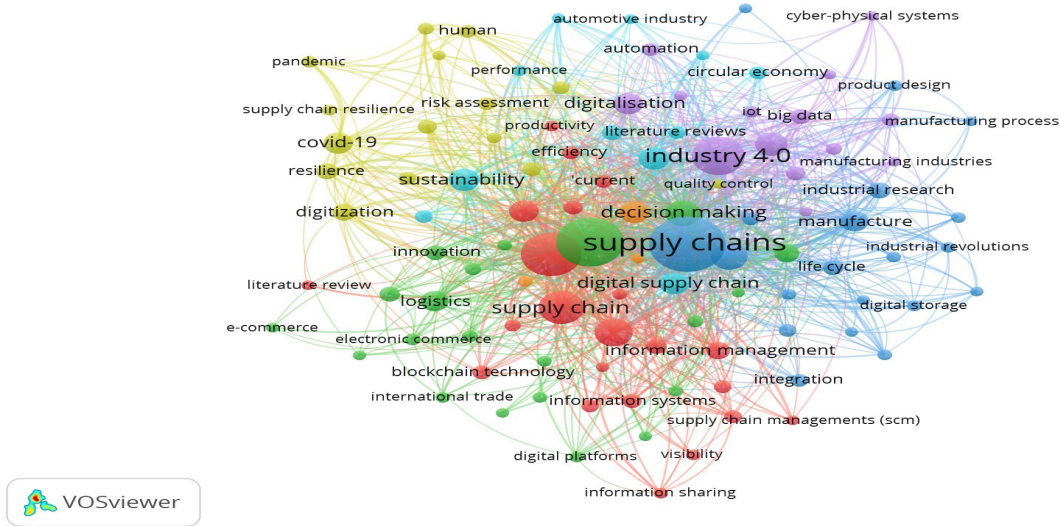 automotive industry
cyber-physical systems
human
automation
pandemic
performance
circular economy
product design
supply chain resilience
risk assessment
digitalisation
iot
big data
manufacturing process
productivity
literature reviews
covid-19
efficiency
industry 4.0
manufacturing industries
resilience
sustainability
'current
quality control
industrial research
digitization
decision making
manufacture
innovation
supply chains
industrial revolutions
life cycle
literature review
digital supply chain
logistics
supply chain
digital storage
e-commerce
electronic commerce
information management
blockchain technology
integration
international trade
information systems
supply chain managements (scm)
digital platforms
visibility
information sharing
VOSviewer